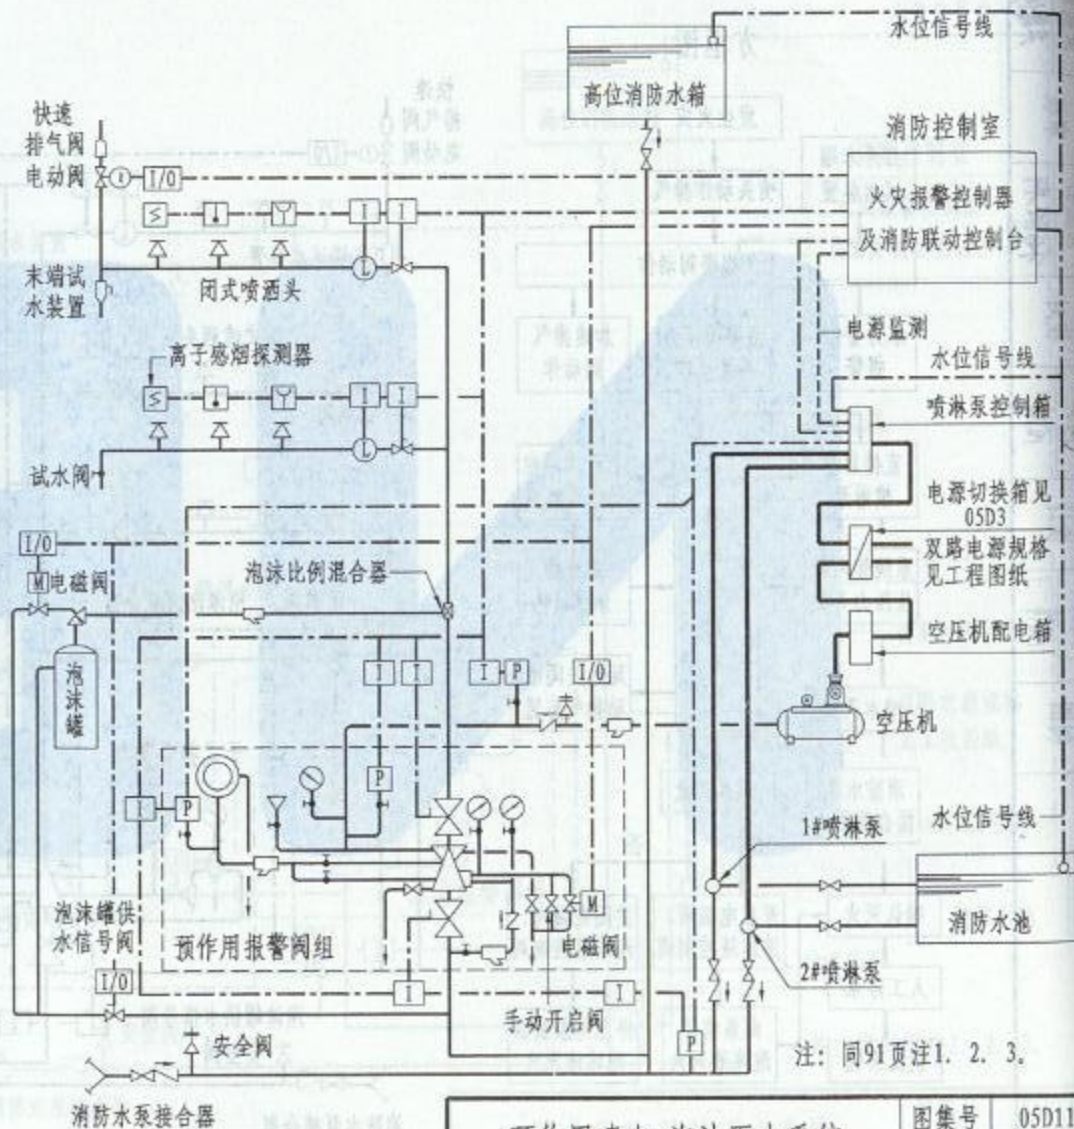 水位信号线
高位消防水箱
快速
排气阀
电动阀
I/O
消防控制室
火灾报警控制器
及消防联动控制台
I
I
L
末端试
水装置
闭式喷洒头
电源监测
水位信号线
离子感烟探测器
喷淋泵控制箱
I
I
L
试水阀
电源切换箱见
05D3
双路电源规格
见工程图纸
I/O
M
电磁阀
泡沫比例混合器
空压机配电箱
泡沫罐
I
I
I
P
I/O
空压机
P
I
P
1#喷淋泵
水位信号线
M
泡沫罐供
水信号阀
预作用报警阀组
电磁阀
消防水池
2#喷淋泵
I/O
I
I
手动开启阀
P
安全阀
注: 同91页注1. 2. 3。
消防水泵接合器
图集号
05D11